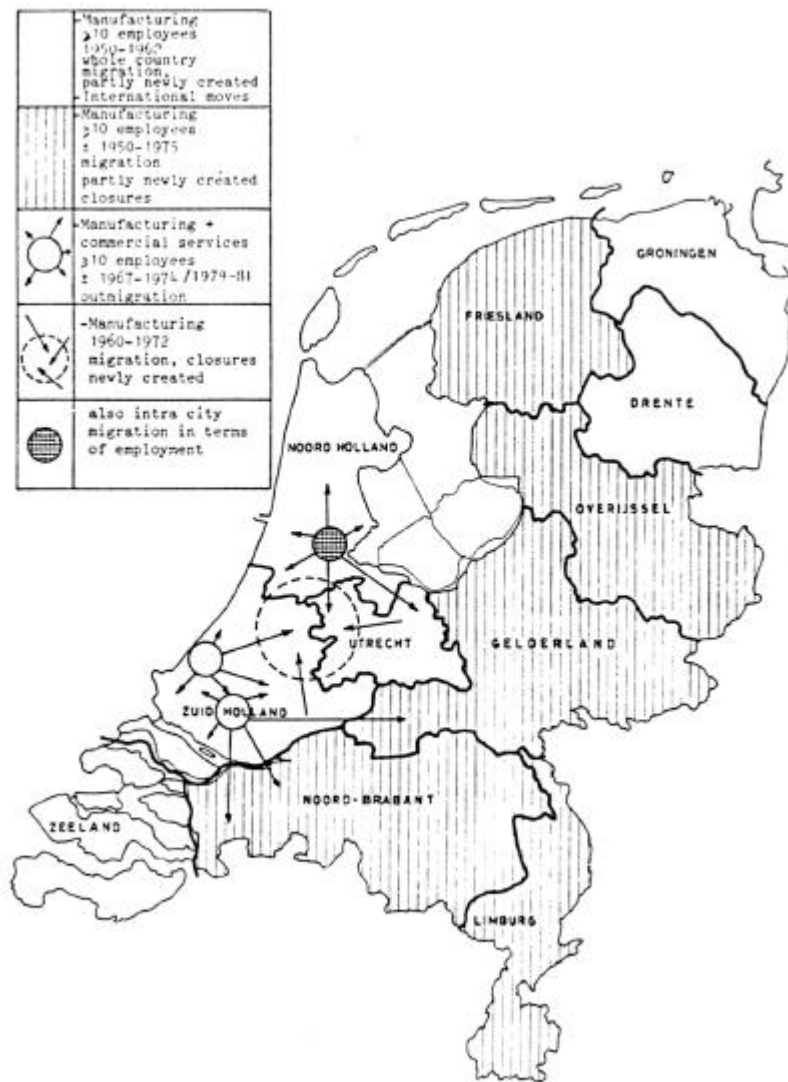 -Manufacturing
≥10 employees
1950-1962
whole country
migration,
partly newly created
-International moves
-Manufacturing
≥10 employees
± 1950-1975
migration
partly newly created
closures
-Manufacturing +
commercial services
≥10 employees
± 1967-1974/1979-81
outmigration
-Manufacturing
1960-1972
migration, closures
newly created
also intra city
migration in terms
of employment
GRONINGEN
FRIESLAND
DRENTE
NOORD HOLLAND
OVERIJSSEL
UTRECHT
GELDERLAND
ZUID HOLLAND
NOORD-BRABANT
ZEELAND
LIMBURG